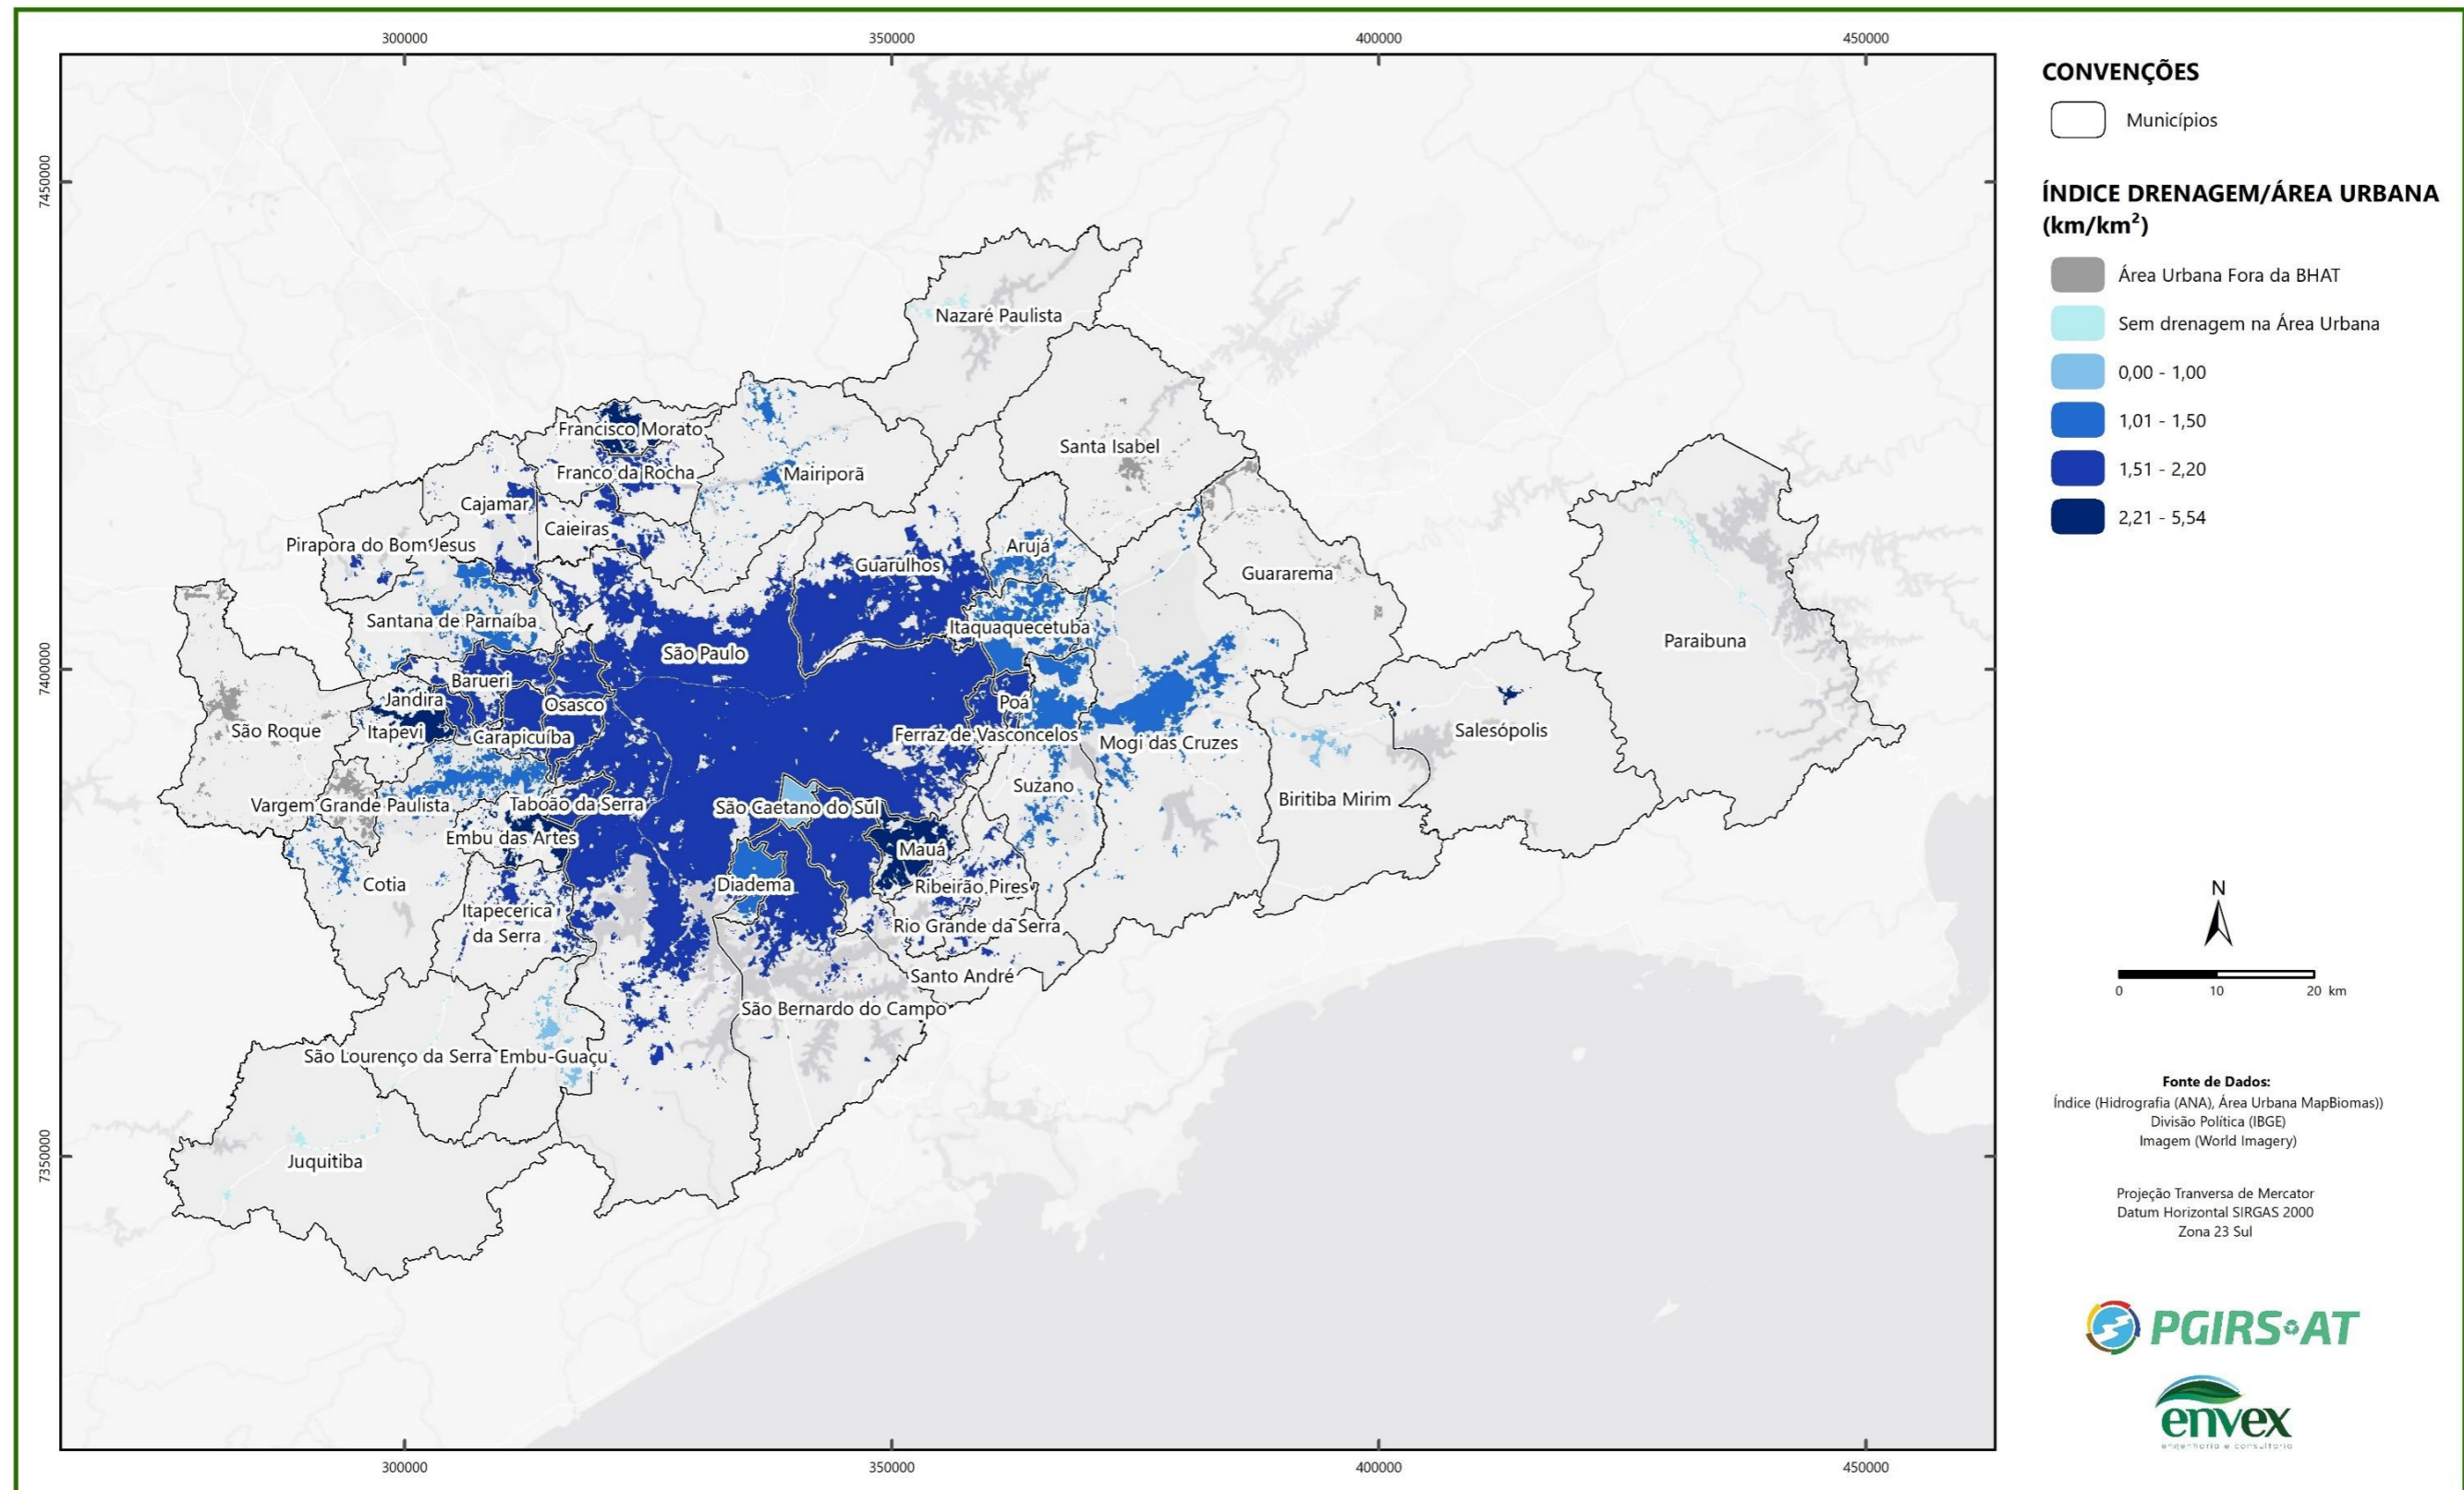 300000
350000
400000
450000
7450000
7400000
7350000
Nazaré Paulista
Francisco Morato
Santa Isabel
Franco da Rocha
Mairiporã
Cajamar
Caieiras
Pirapora do Bom Jesus
Arujá
Guarulhos
Guararema
Santana de Parnaíba
Itaquaquecetuba
Paraibuna
São Paulo
Barueri
Jandira
Osasco
Poá
São Roque
Itapevi
Carapicuíba
Ferraz de Vasconcelos
Mogi das Cruzes
Salesópolis
Suzano
Vargem Grande Paulista
Taboão da Serra
São Caetano do Sul
Biritiba Mirim
Embu das Artes
Mauá
Cotia
Diadema
Ribeirão Pires
Itapecerica
da Serra
Rio Grande da Serra
Santo André
São Bernardo do Campo
São Lourenço da Serra
Embu-Guaçu
Juquitiba
300000
350000
400000
450000
CONVENÇÕES
Municípios
ÍNDICE DRENAGEM/ÁREA URBANA
(km/km²)
Área Urbana Fora da BHAT
Sem drenagem na Área Urbana
0,00 - 1,00
1,01 - 1,50
1,51 - 2,20
2,21 - 5,54
N
0 10 20 km
Fonte de Dados:
Índice (Hidrografia (ANA), Área Urbana MapBiomas))
Divisão Política (IBGE)
Imagem (World Imagery)
Projeção Tranversa de Mercator
Datum Horizontal SIRGAS 2000
Zona 23 Sul
PGIRS AT
envex
engenharia e consultoria